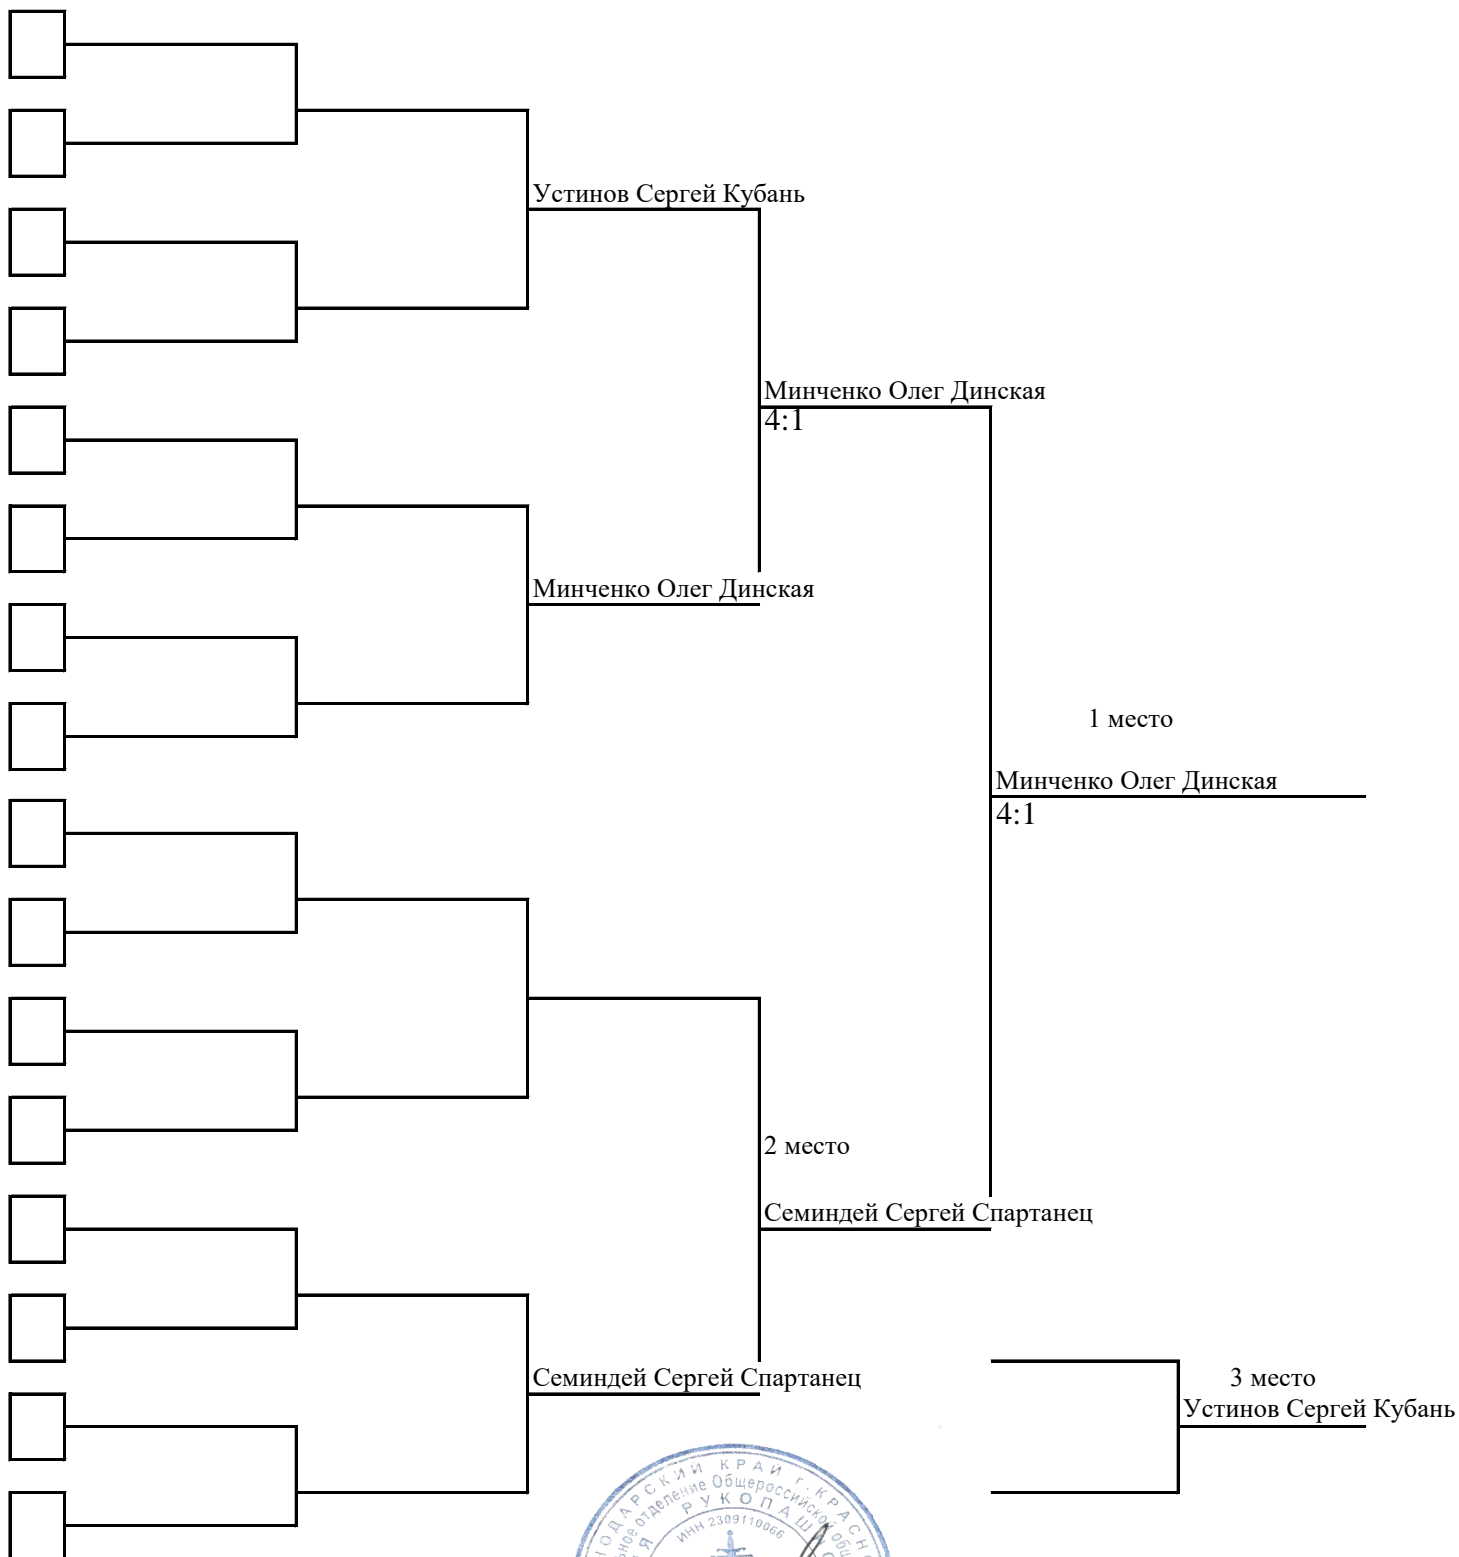 Устинов Сергей Кубань
Минченко Олег Динская
4:1
Минченко Олег Динская
1 место
Минченко Олег Динская
4:1
2 место
Семиндей Сергей Спартанец
Семиндей Сергей Спартанец
3 место
Устинов Сергей Кубань
КРАЙ г.
отделение Общероссийской
ИНН 2309110066